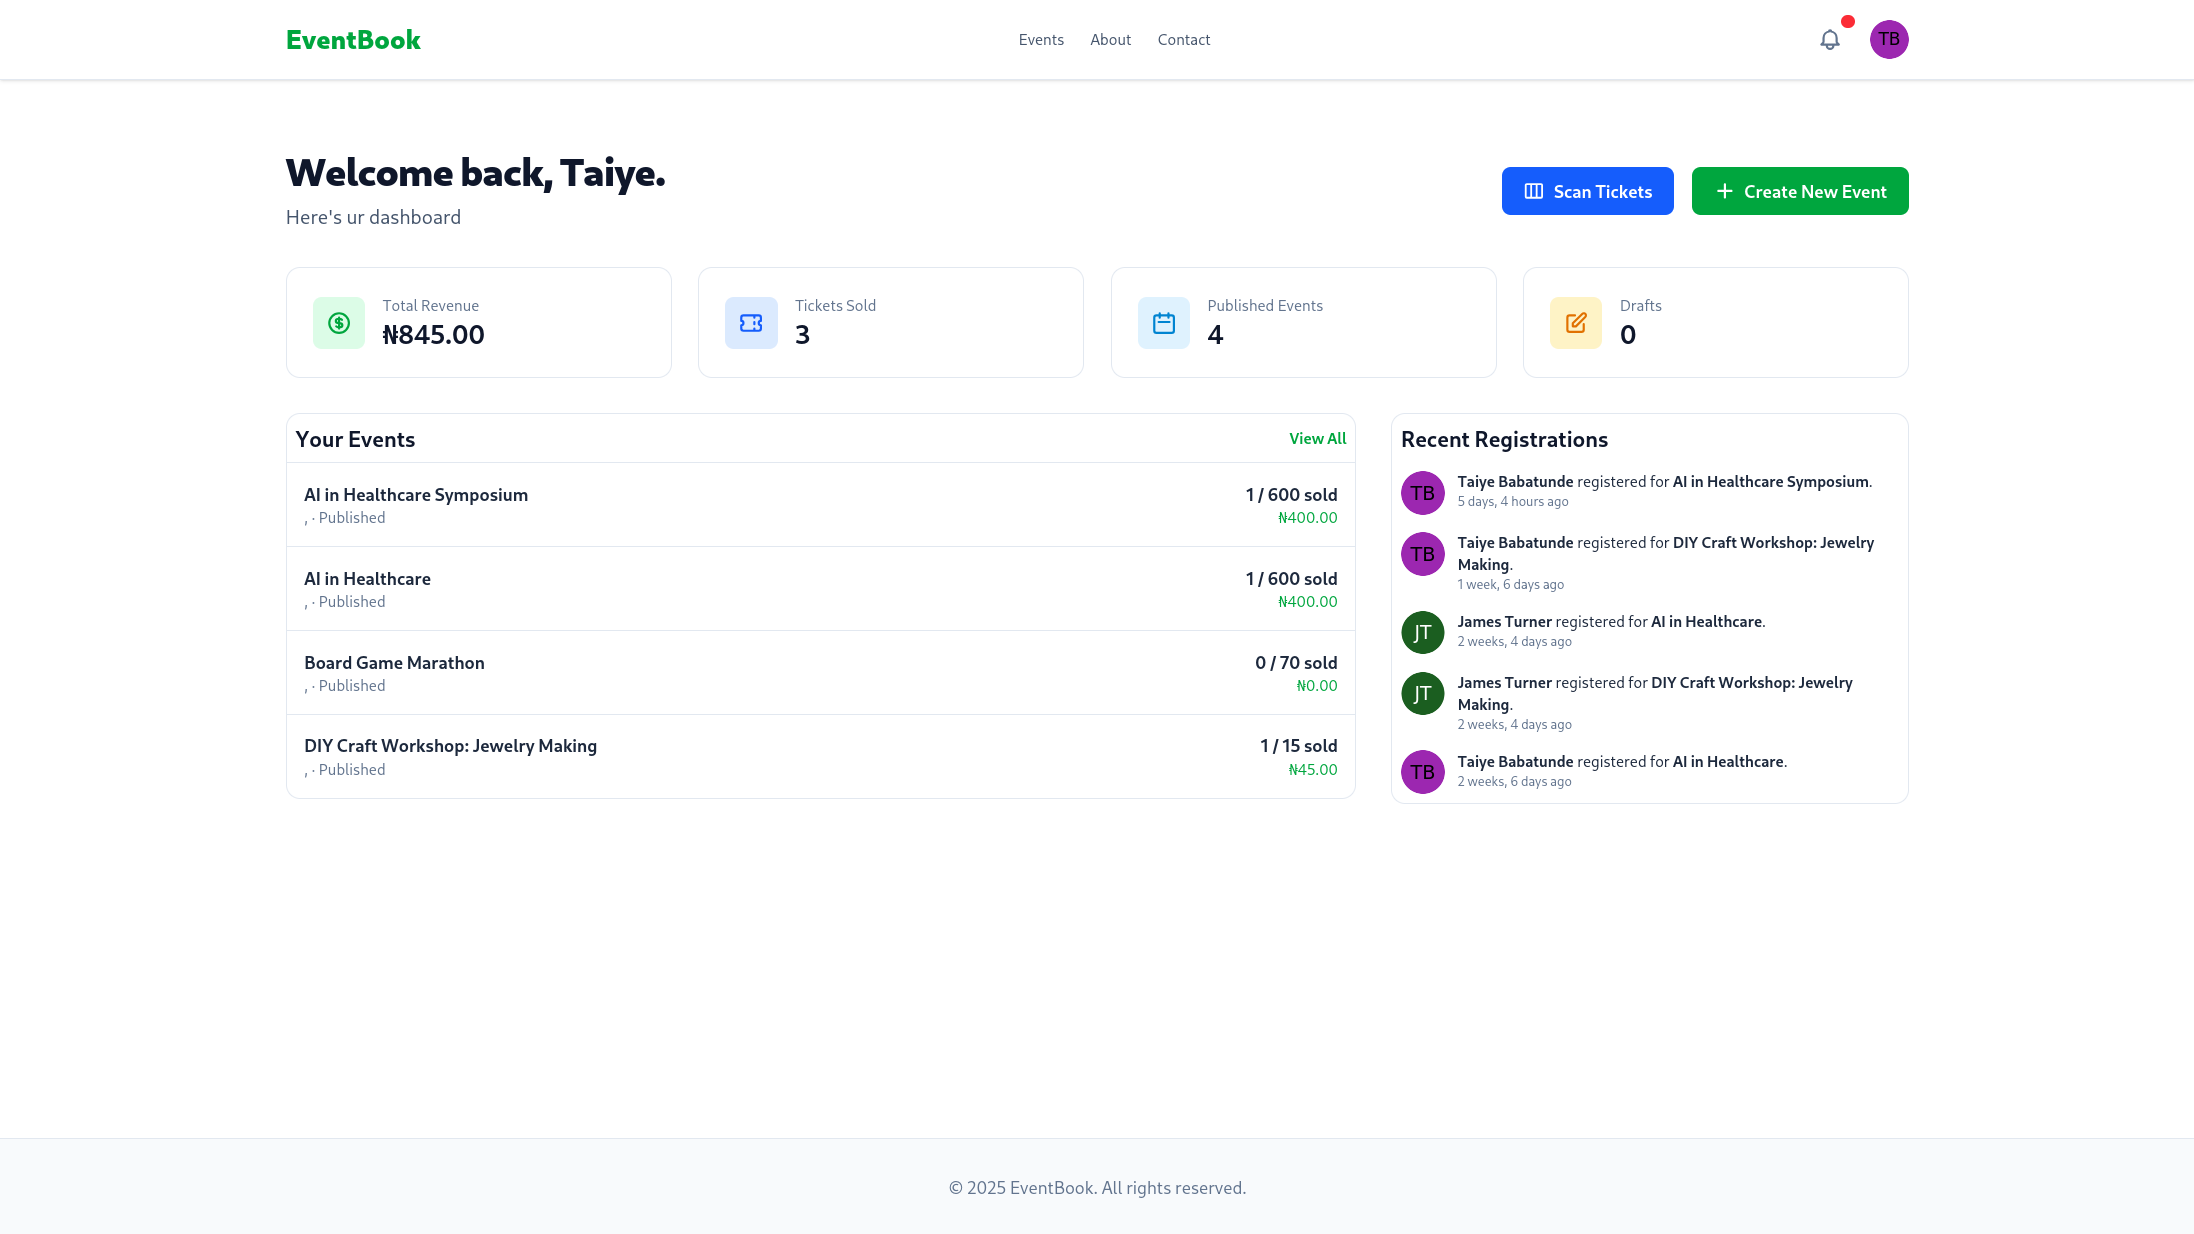 EventBook
Events About Contact
TB
Welcome back, Taiye.
Here's ur dashboard
Scan Tickets
Create New Event
Total Revenue
₦845.00
Tickets Sold
3
Published Events
4
Drafts
0
Your Events
View All
AI in Healthcare Symposium
1 / 600 sold
, · Published
₦400.00
AI in Healthcare
1 / 600 sold
, · Published
₦400.00
Board Game Marathon
0 / 70 sold
, · Published
₦0.00
DIY Craft Workshop: Jewelry Making
1 / 15 sold
, · Published
₦45.00
Recent Registrations
TB
Taiye Babatunde registered for AI in Healthcare Symposium.
5 days, 4 hours ago
TB
Taiye Babatunde registered for DIY Craft Workshop: Jewelry
Making.
1 week, 6 days ago
JT
James Turner registered for AI in Healthcare.
2 weeks, 4 days ago
JT
James Turner registered for DIY Craft Workshop: Jewelry
Making.
2 weeks, 4 days ago
TB
Taiye Babatunde registered for AI in Healthcare.
2 weeks, 6 days ago
© 2025 EventBook. All rights reserved.